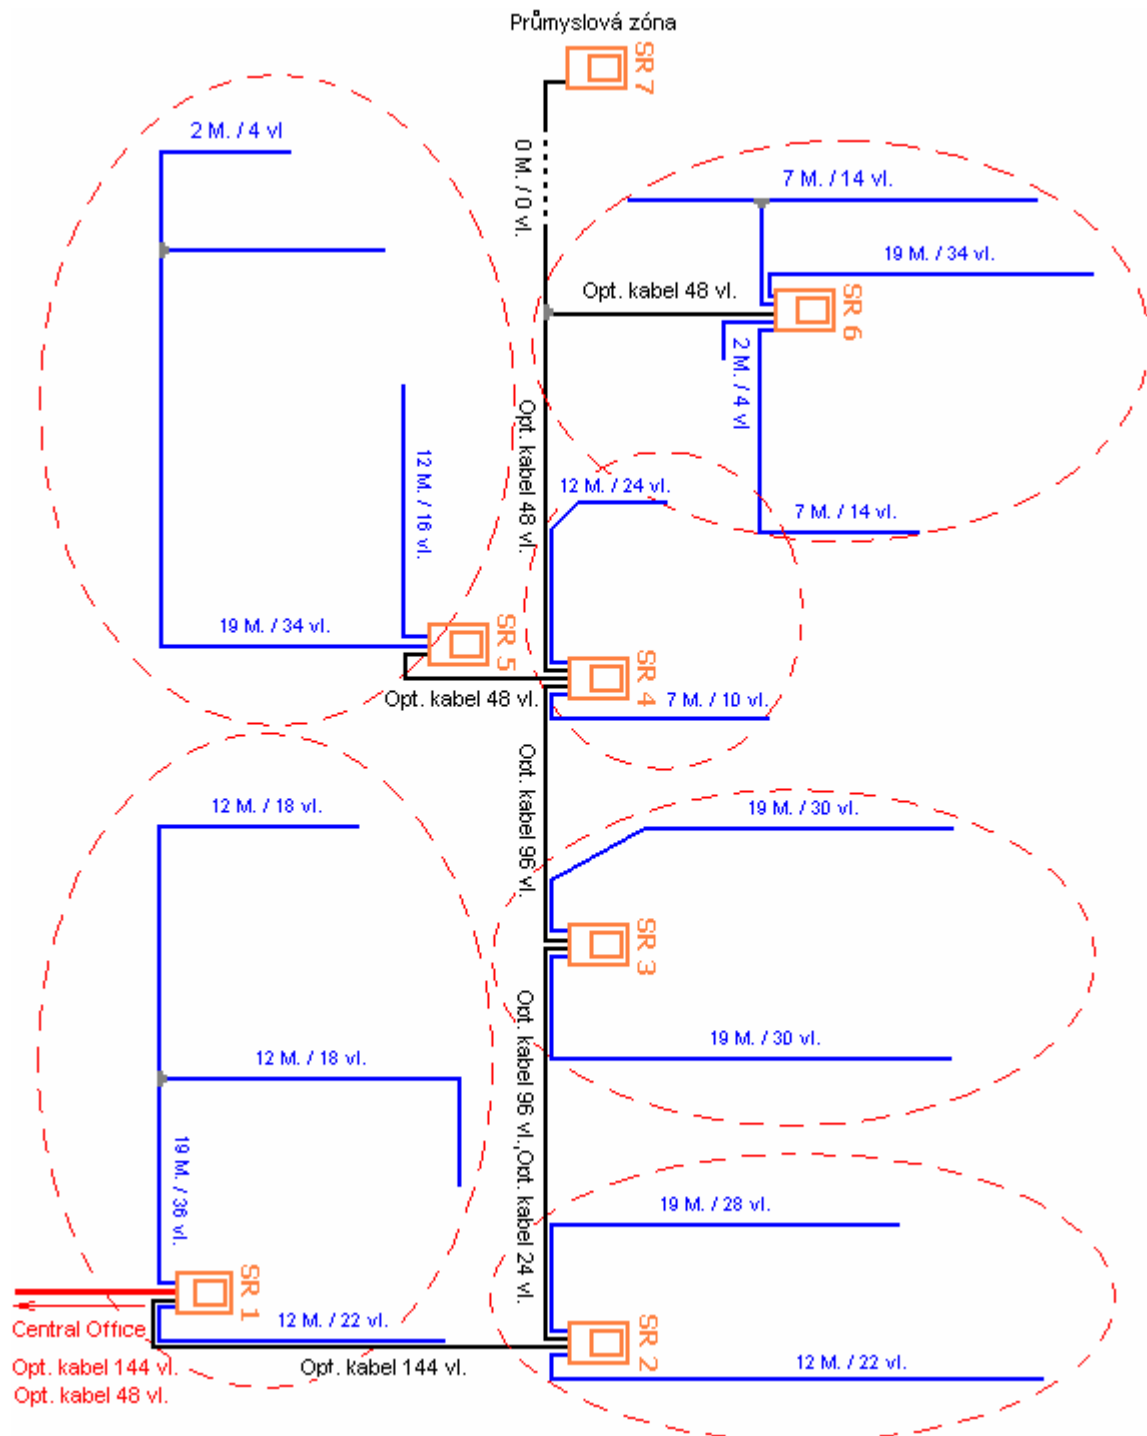 Průmyslová zóna
SR 7
2 M. / 4 vl
0 M. / 0 vl.
7 M. / 14 vl.
19 M. / 34 vl.
Opt. kabel 48 vl.
SR 6
2 M. / 4 vl
Opt. kabel 48 vl.
12 M. / 16 vl.
12 M. / 24 vl.
7 M. / 14 vl.
19 M. / 34 vl.
SR 5
SR 4
Opt. kabel 48 vl.
7 M. / 10 vl.
Opt. kabel 96 vl.
12 M. / 18 vl.
19 M. / 30 vl.
SR 3
Opt. kabel 96 vl.,Opt. kabel 24 vl.
19 M. / 30 vl.
12 M. / 18 vl.
19 M. / 36 vl.
19 M. / 28 vl.
SR 1
12 M. / 22 vl.
Central Office
SR 2
Opt. kabel 144 vl.
Opt. kabel 144 vl.
12 M. / 22 vl.
Opt. kabel 48 vl.